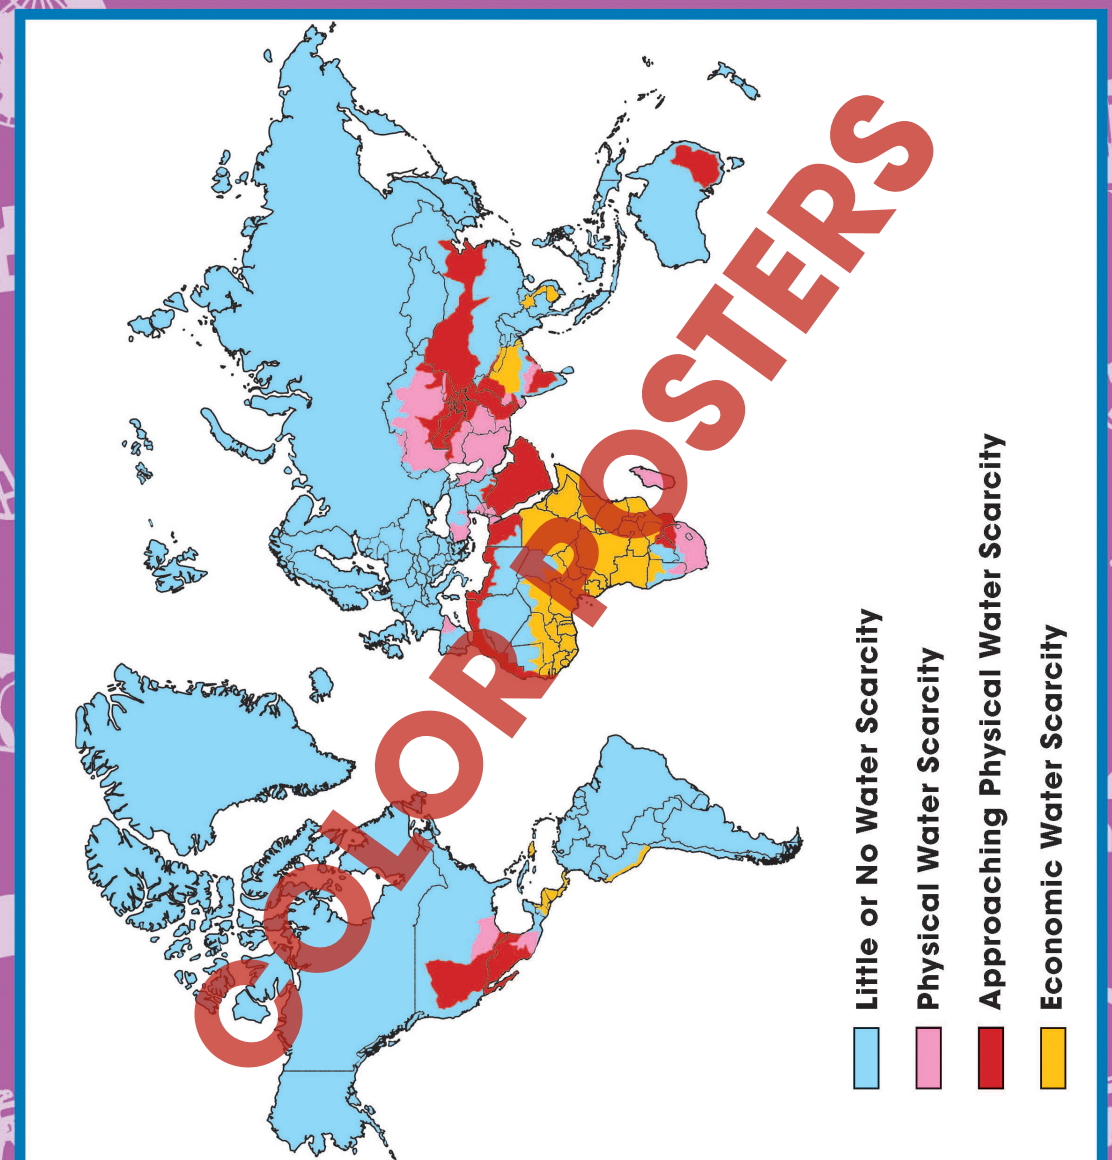 COLOR POSTERS
Little or No Water Scarcity
Physical Water Scarcity
Approaching Physical Water Scarcity
Economic Water Scarcity